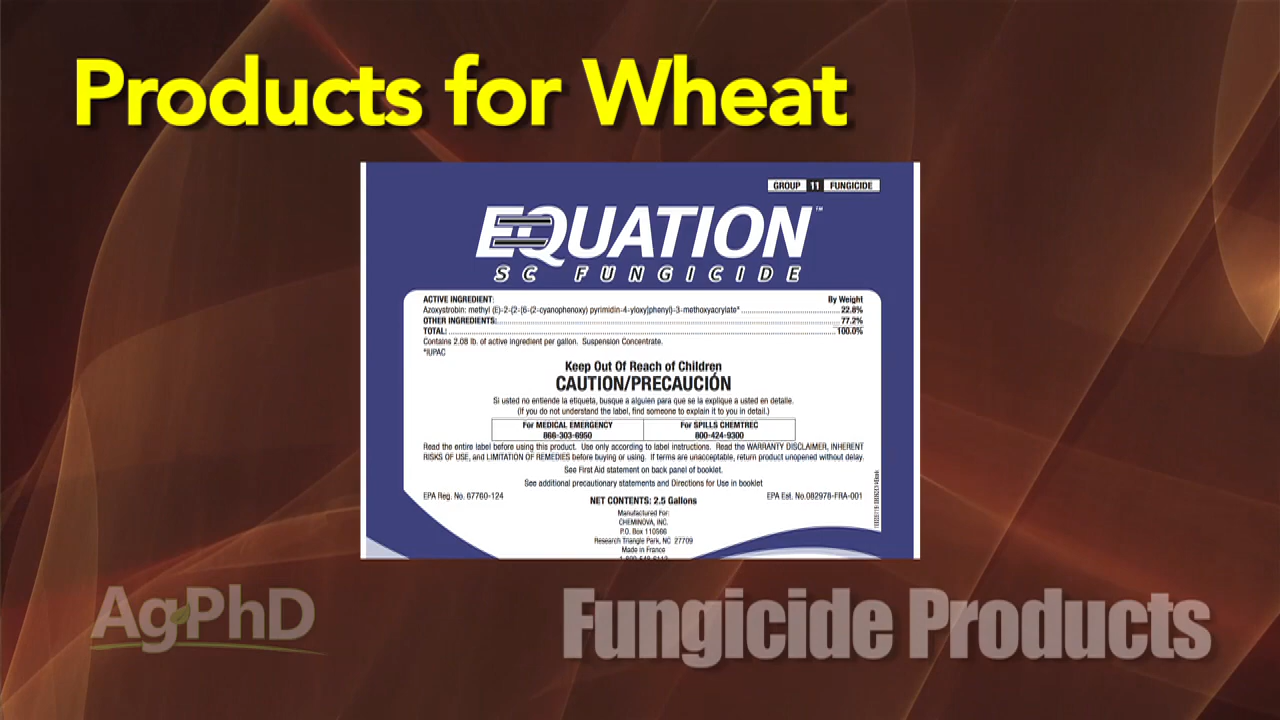 Products for Wheat
GROUP 11 FUNGICIDE
EQUATION™
SC FUNGICIDE
ACTIVE INGREDIENT: By Weight
Azoxystrobin: methyl (E)-2-{2-[6-(2-cyanophenoxy) pyrimidin-4-yloxy]phenyl}-3-methoxyacrylate* 22.8%
OTHER INGREDIENTS: 77.2%
TOTAL: 100.0%
Contains 2.08 lb. of active ingredient per gallon. Suspension Concentrate.
*IUPAC
Keep Out Of Reach of Children
CAUTION/PRECAUCIÓN
Si usted no entiende la etiqueta, busque a alguien para que se la explique a usted en detalle.
(If you do not understand the label, find someone to explain it to you in detail.)
For MEDICAL EMERGENCY For SPILLS CHEMTREC
866-303-6950 800-424-9300
Read the entire label before using this product. Use only according to label instructions. Read the WARRANTY DISCLAIMER, INHERENT
RISKS OF USE, and LIMITATION OF REMEDIES before buying or using. If terms are unacceptable, return product unopened without delay.
See First Aid statement on back panel of booklet.
See additional precautionary statements and Directions for Use in booklet
EPA Reg. No. 67760-124 EPA Est. No.082978-FRA-001
NET CONTENTS: 2.5 Gallons
Manufactured For:
CHEMINOVA, INC.
P.O. Box 110566
Research Triangle Park, NC 27709
Made in France
AgPhD
Fungicide Products